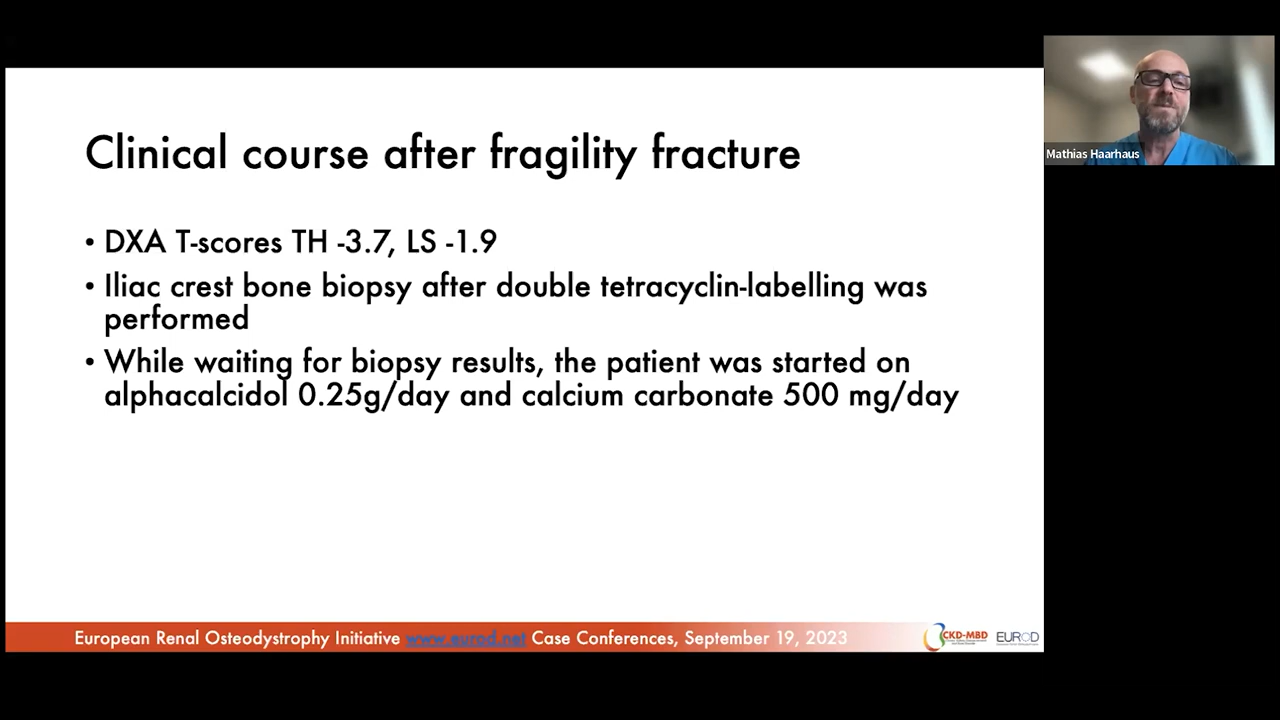 Mathias Haarhaus
Clinical course after fragility fracture
• DXA T-scores TH -3.7, LS -1.9
• Iliac crest bone biopsy after double tetracyclin-labelling was
performed
• While waiting for biopsy results, the patient was started on
alphacalcidol 0.25g/day and calcium carbonate 500 mg/day
European Renal Osteodystrophy Initiative www.eurod.net Case Conferences, September 19, 2023
CKD-MBD
EUROD